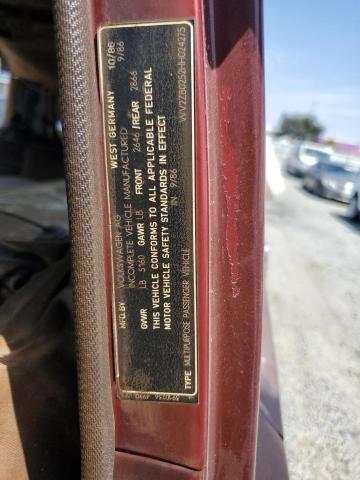 MFG.BY VOLKSWAGEN AG WEST GERMANY 10/86
INCOMPLETE VEHICLE MANUFACTURED 9/86
GVWR LB 5160 GAWR LB FRONT 2646 / REAR 2866
THIS VEHICLE CONFORMS TO ALL APPLICABLE FEDERAL
MOTOR VEHICLE SAFETY STANDARDS IN EFFECT
IN 9/86
TYPE MULTIPURPOSE PASSENGER VEHICLE